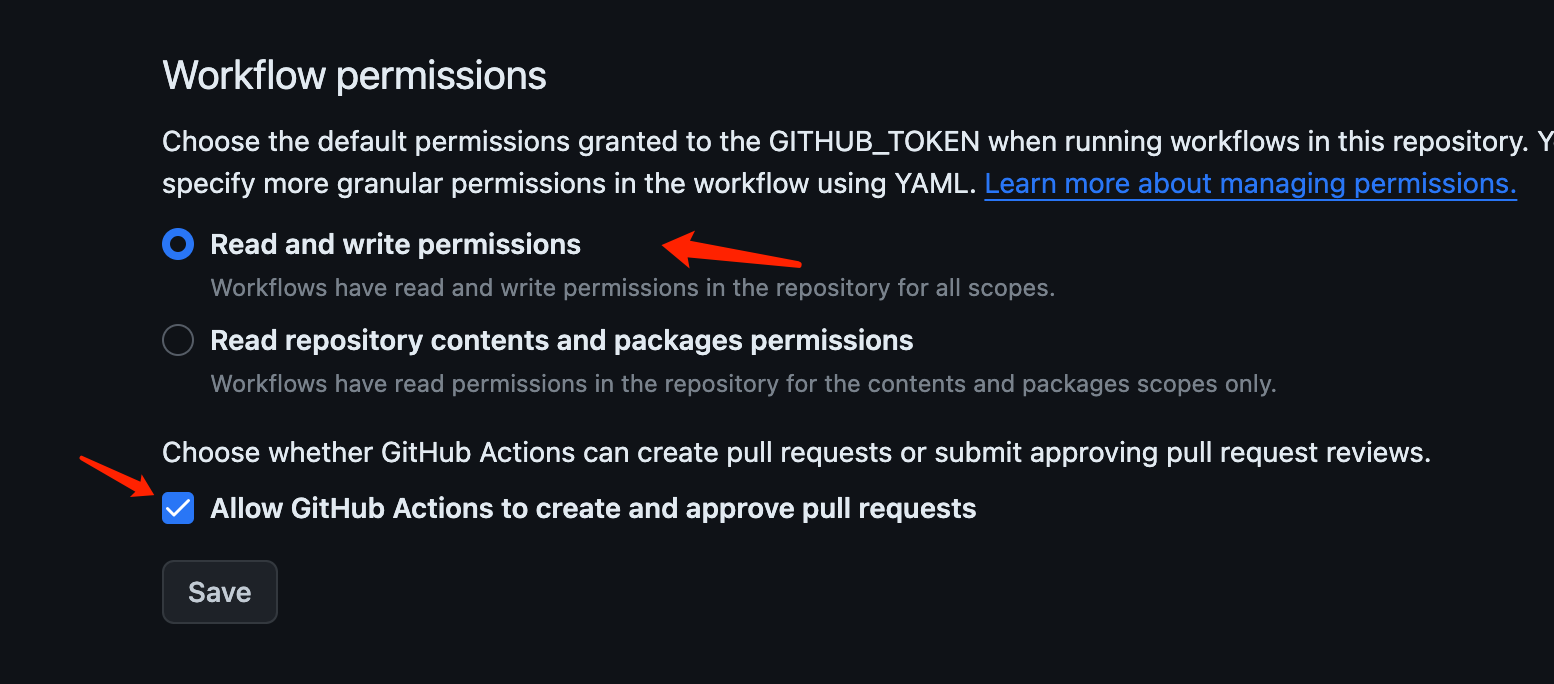 Workflow permissions
Choose the default permissions granted to the GITHUB_TOKEN when running workflows in this repository. Y
specify more granular permissions in the workflow using YAML. Learn more about managing permissions.
Read and write permissions
Workflows have read and write permissions in the repository for all scopes.
Read repository contents and packages permissions
Workflows have read permissions in the repository for the contents and packages scopes only.
Choose whether GitHub Actions can create pull requests or submit approving pull request reviews.
Allow GitHub Actions to create and approve pull requests
Save